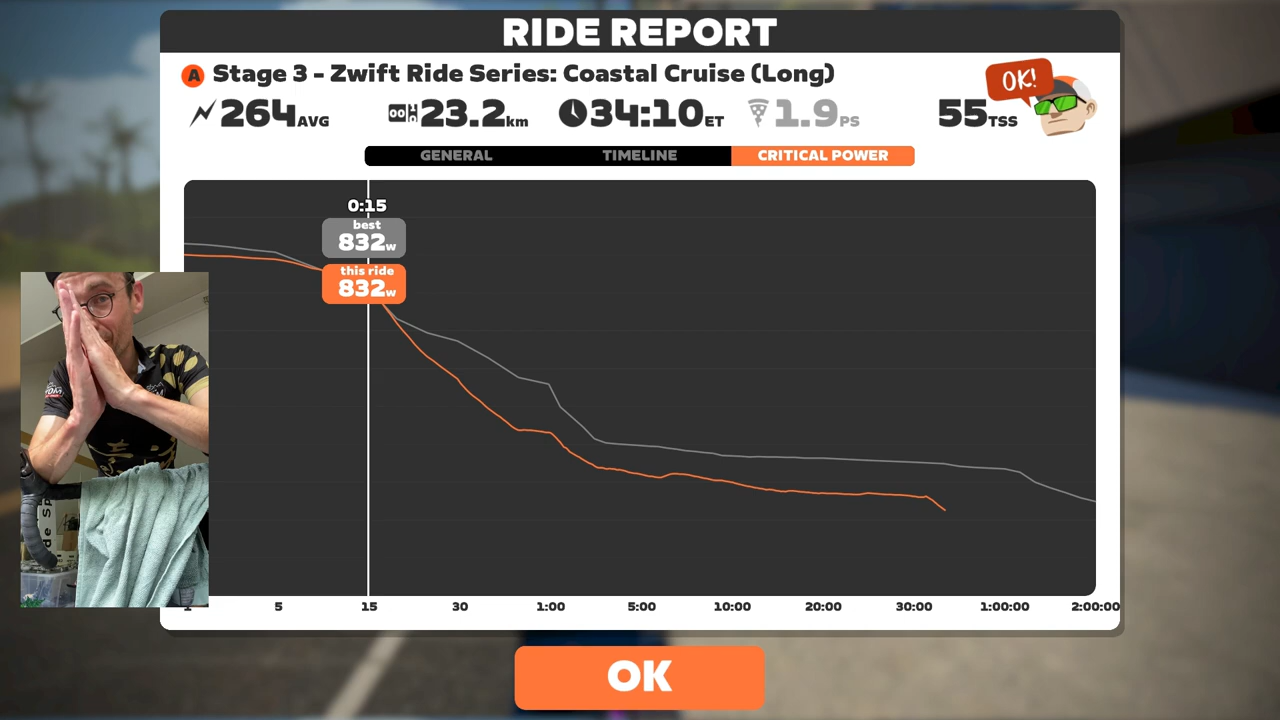 RIDE REPORT
A Stage 3 - Zwift Ride Series: Coastal Cruise (Long)
OK!
264AVG 23.2km 34:10ET 1.9PS 55TSS
GENERAL TIMELINE CRITICAL POWER
0:15
best
832w
this ride
832w
1 5 15 30 1:00 5:00 10:00 20:00 30:00 1:00:00 2:00:00
OK